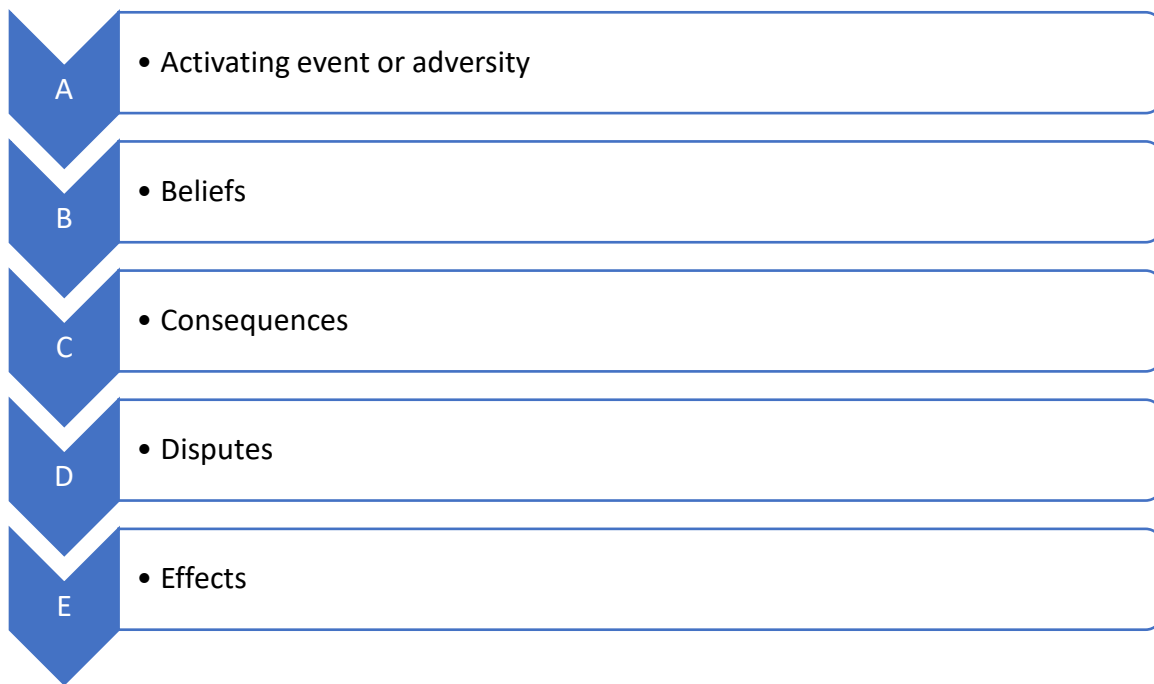 A
• Activating event or adversity
B
• Beliefs
C
• Consequences
D
• Disputes
E
• Effects